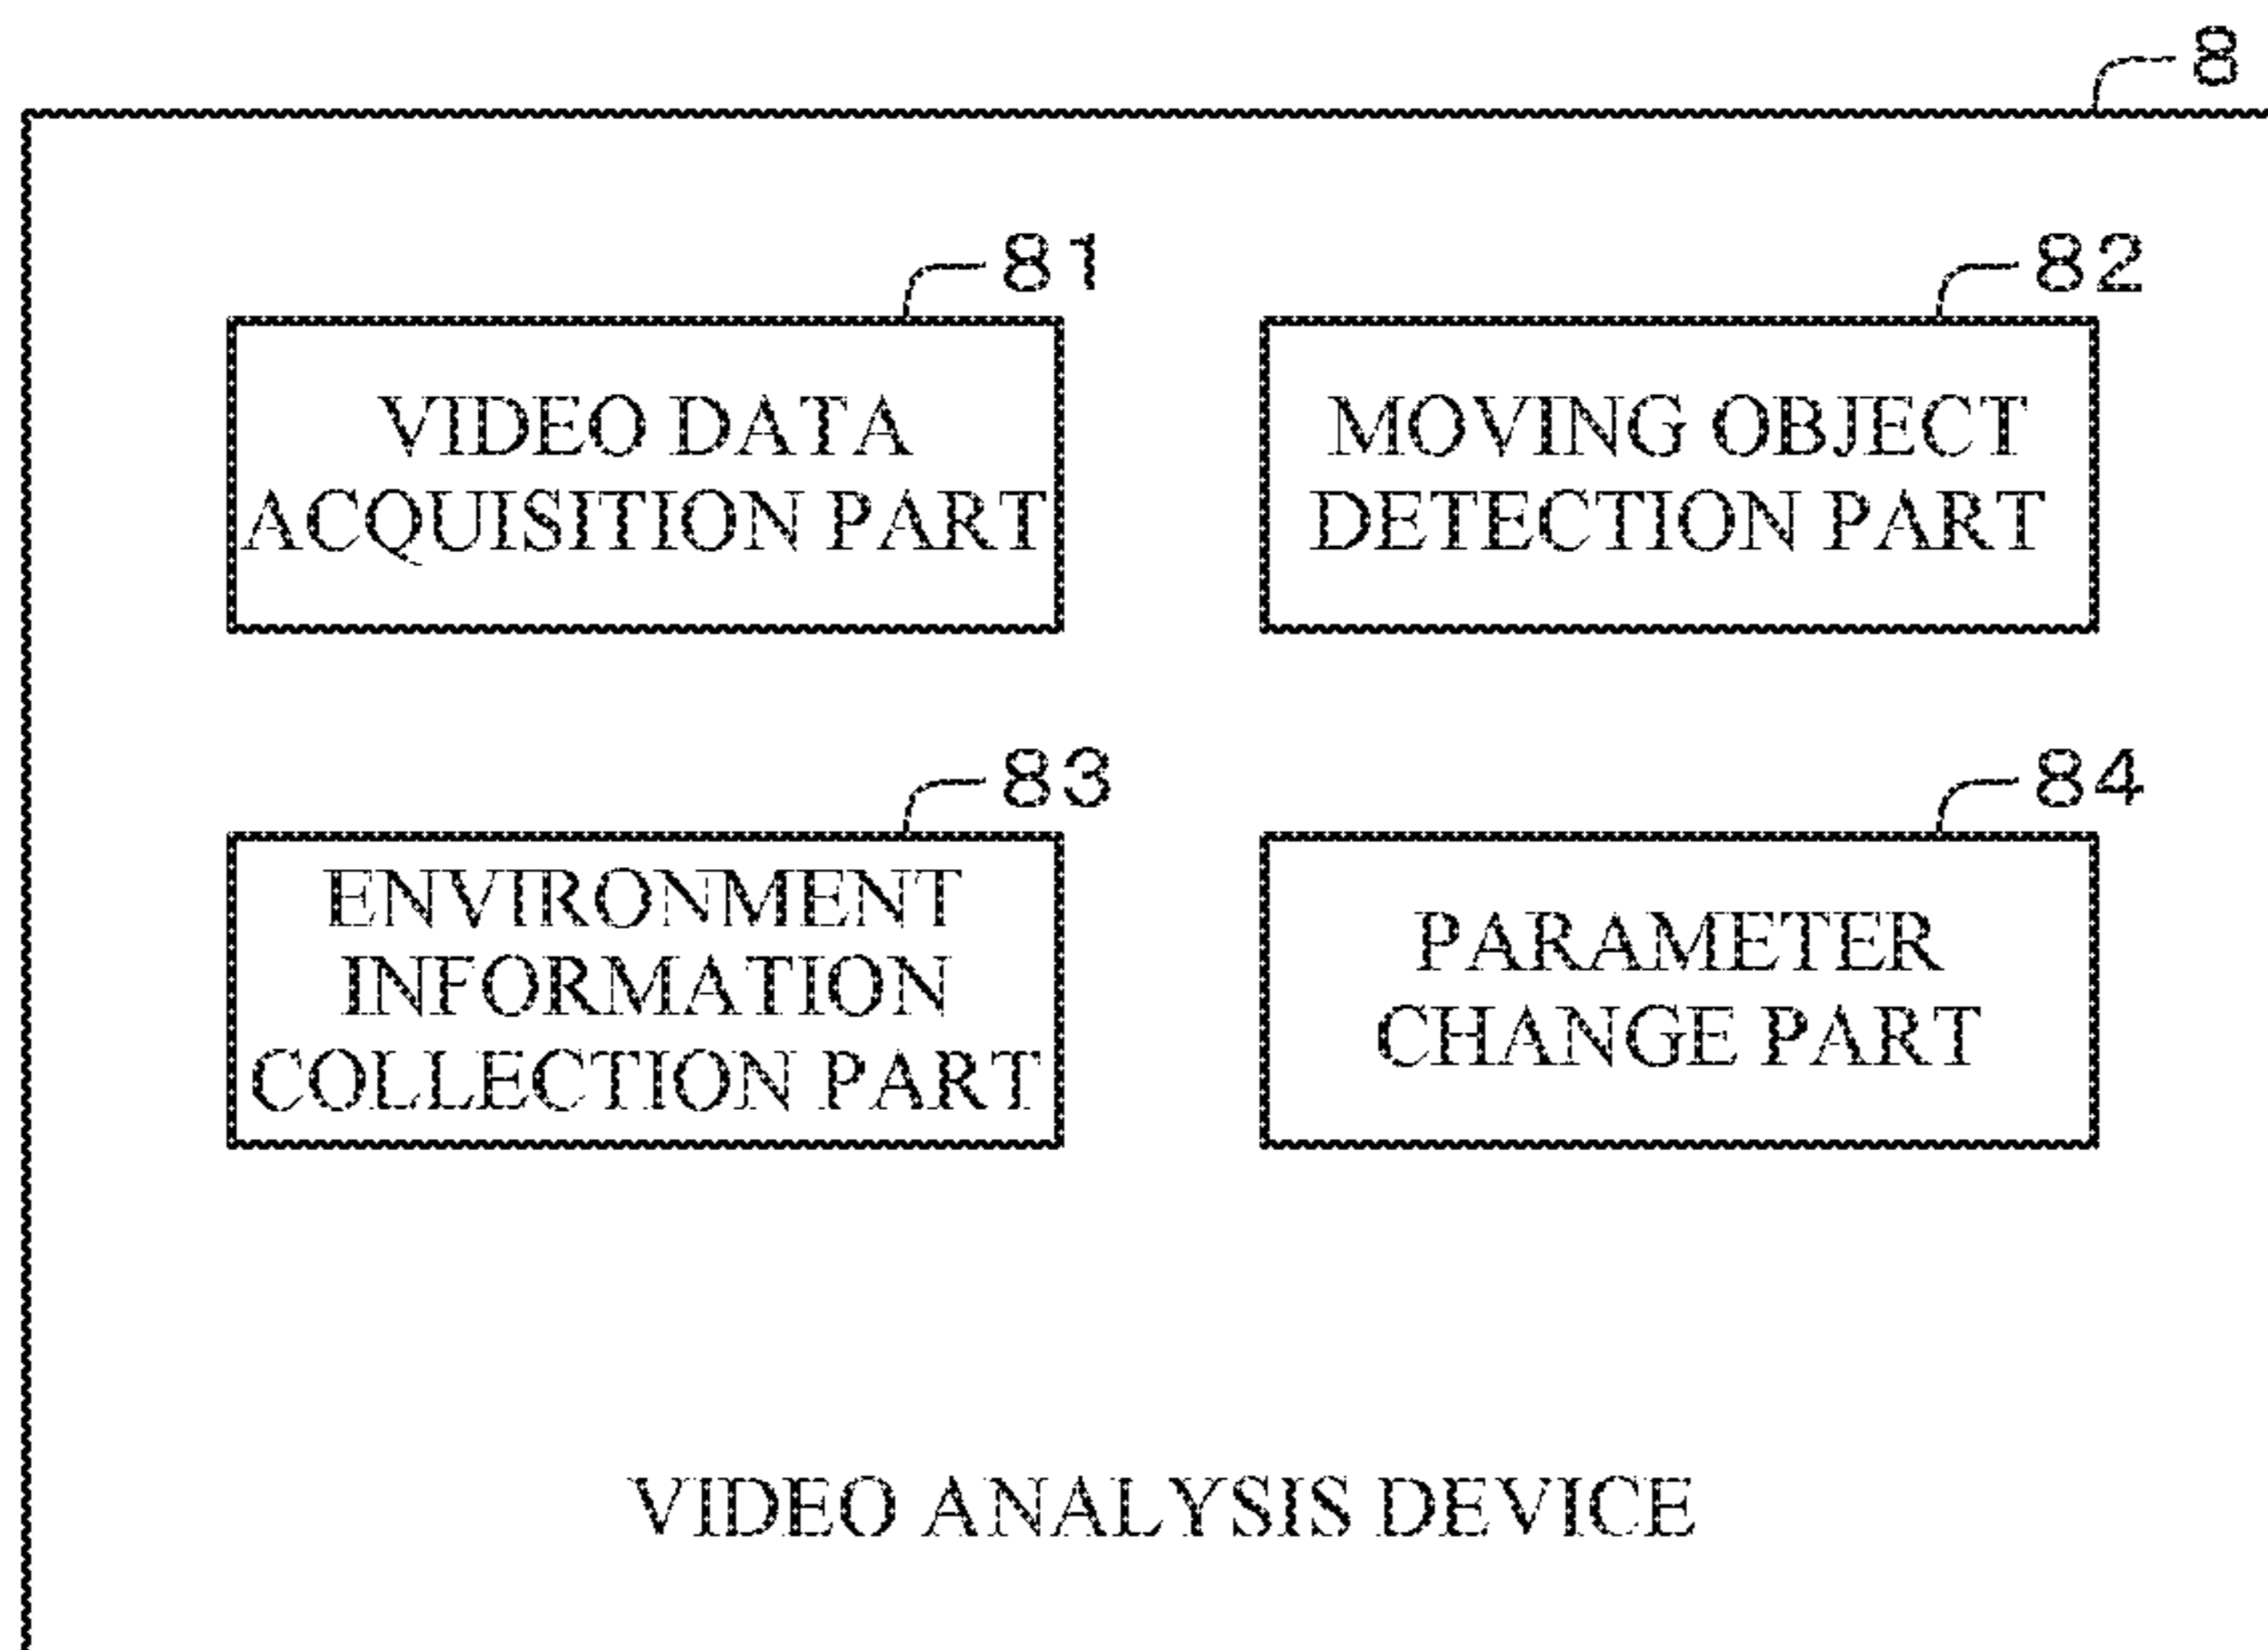 8
81
VIDEO DATA
ACQUISITION PART
82
MOVING OBJECT
DETECTION PART
83
ENVIRONMENT
INFORMATION
COLLECTION PART
84
PARAMETER
CHANGE PART
VIDEO ANALYSIS DEVICE